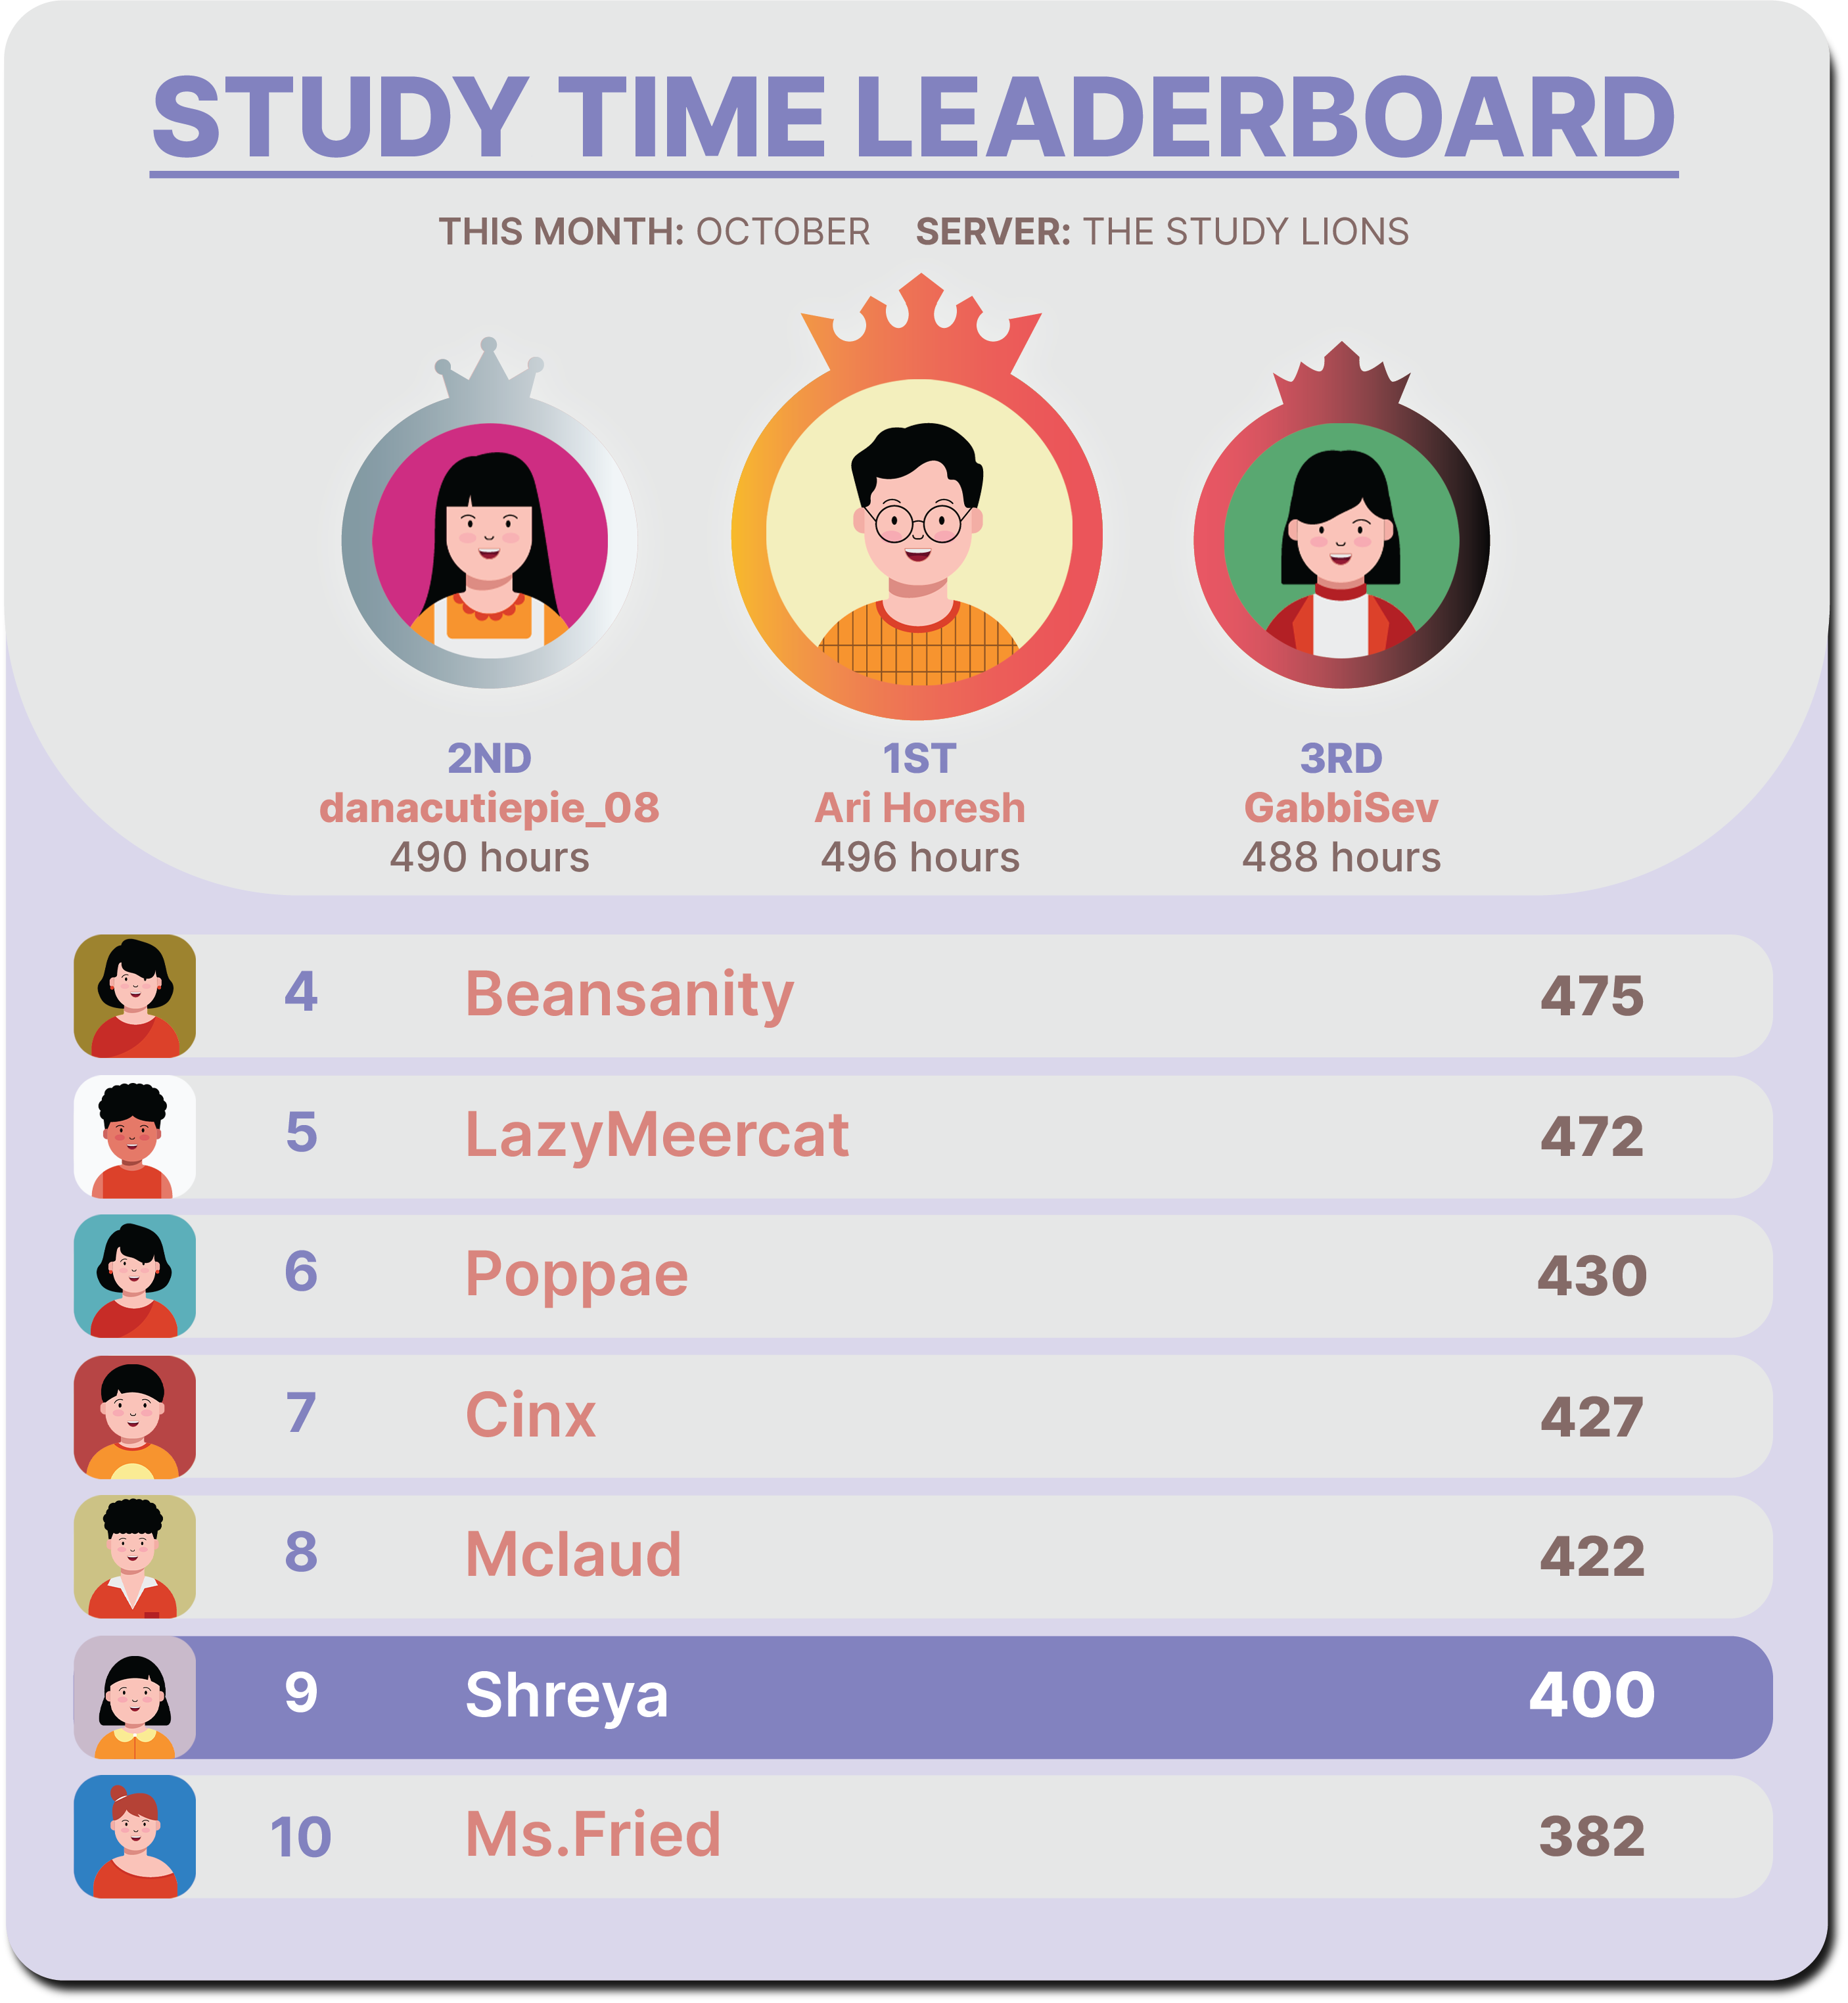 STUDY TIME LEADERBOARD
THIS MONTH: OCTOBER SERVER: THE STUDY LIONS
2ND
danacutiepie_08
490 hours
1ST
Ari Horesh
496 hours
3RD
GabbiSev
488 hours
4 Beansanity 475
5 LazyMeercat 472
6 Poppae 430
7 Cinx 427
8 Mclaud 422
9 Shreya 400
10 Ms.Fried 382